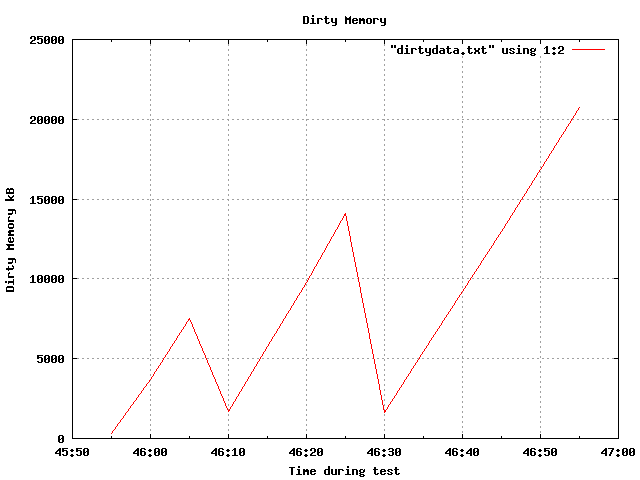 Dirty Memory
"dirtydata.txt" using 1:2
25000
20000
15000
10000
5000
0
Dirty Memory kB
45:50 46:00 46:10 46:20 46:30 46:40 46:50 47:00
Time during test